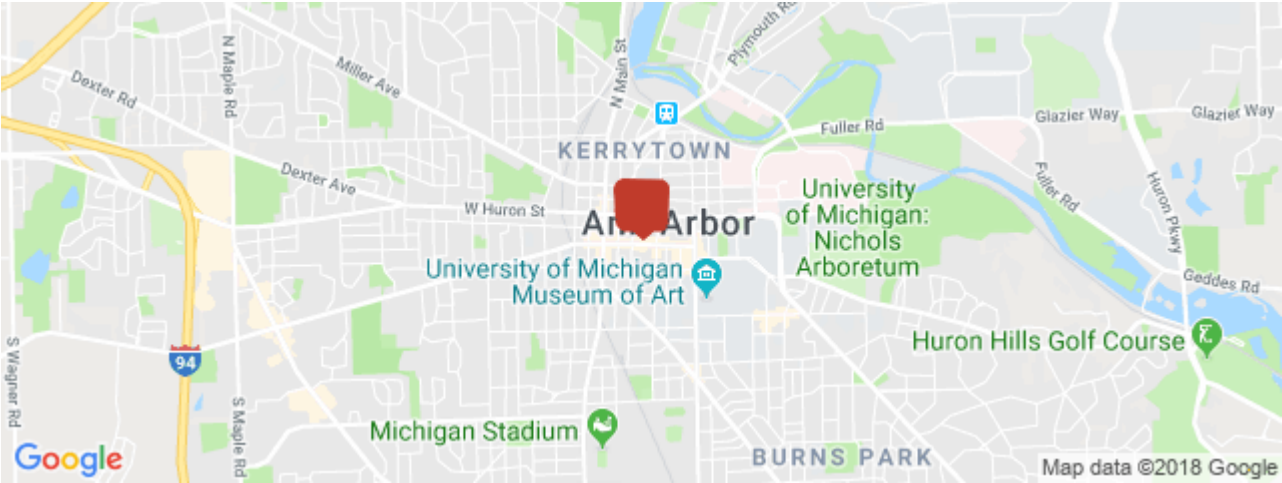 Plymouth Rd
N Main St
N Maple Rd
Miller Ave
Dexter Rd
Glazier Way
Glazier Way
Fuller Rd
KERRYTOWN
Dexter Ave
W Huron St
Fuller Rd
Huron Pkwy
University
of Michigan:
Nichols
Arboretum
Arbor
University of Michigan
Museum of Art
Geddes Rd
Huron Hills Golf Course
94
S Wagner Rd
S Maple Rd
Michigan Stadium
BURNS PARK
Google
Map data ©2018 Google